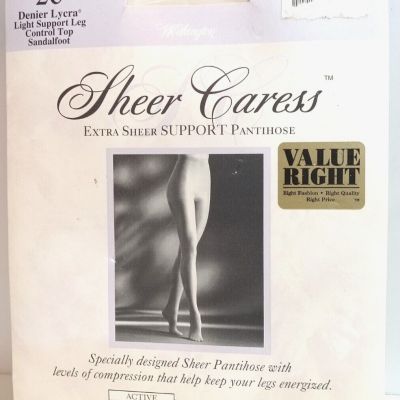 Denier Lycra®
Light Support Leg
Control Top
Sandalfoot
Sheer Caress™
EXTRA SHEER SUPPORT PANTIHOSE
VALUE
RIGHT
Right Fashion • Right Quality
Right Price ™
Specially designed Sheer Pantihose with
levels of compression that help keep your legs energized.
ACTIVE